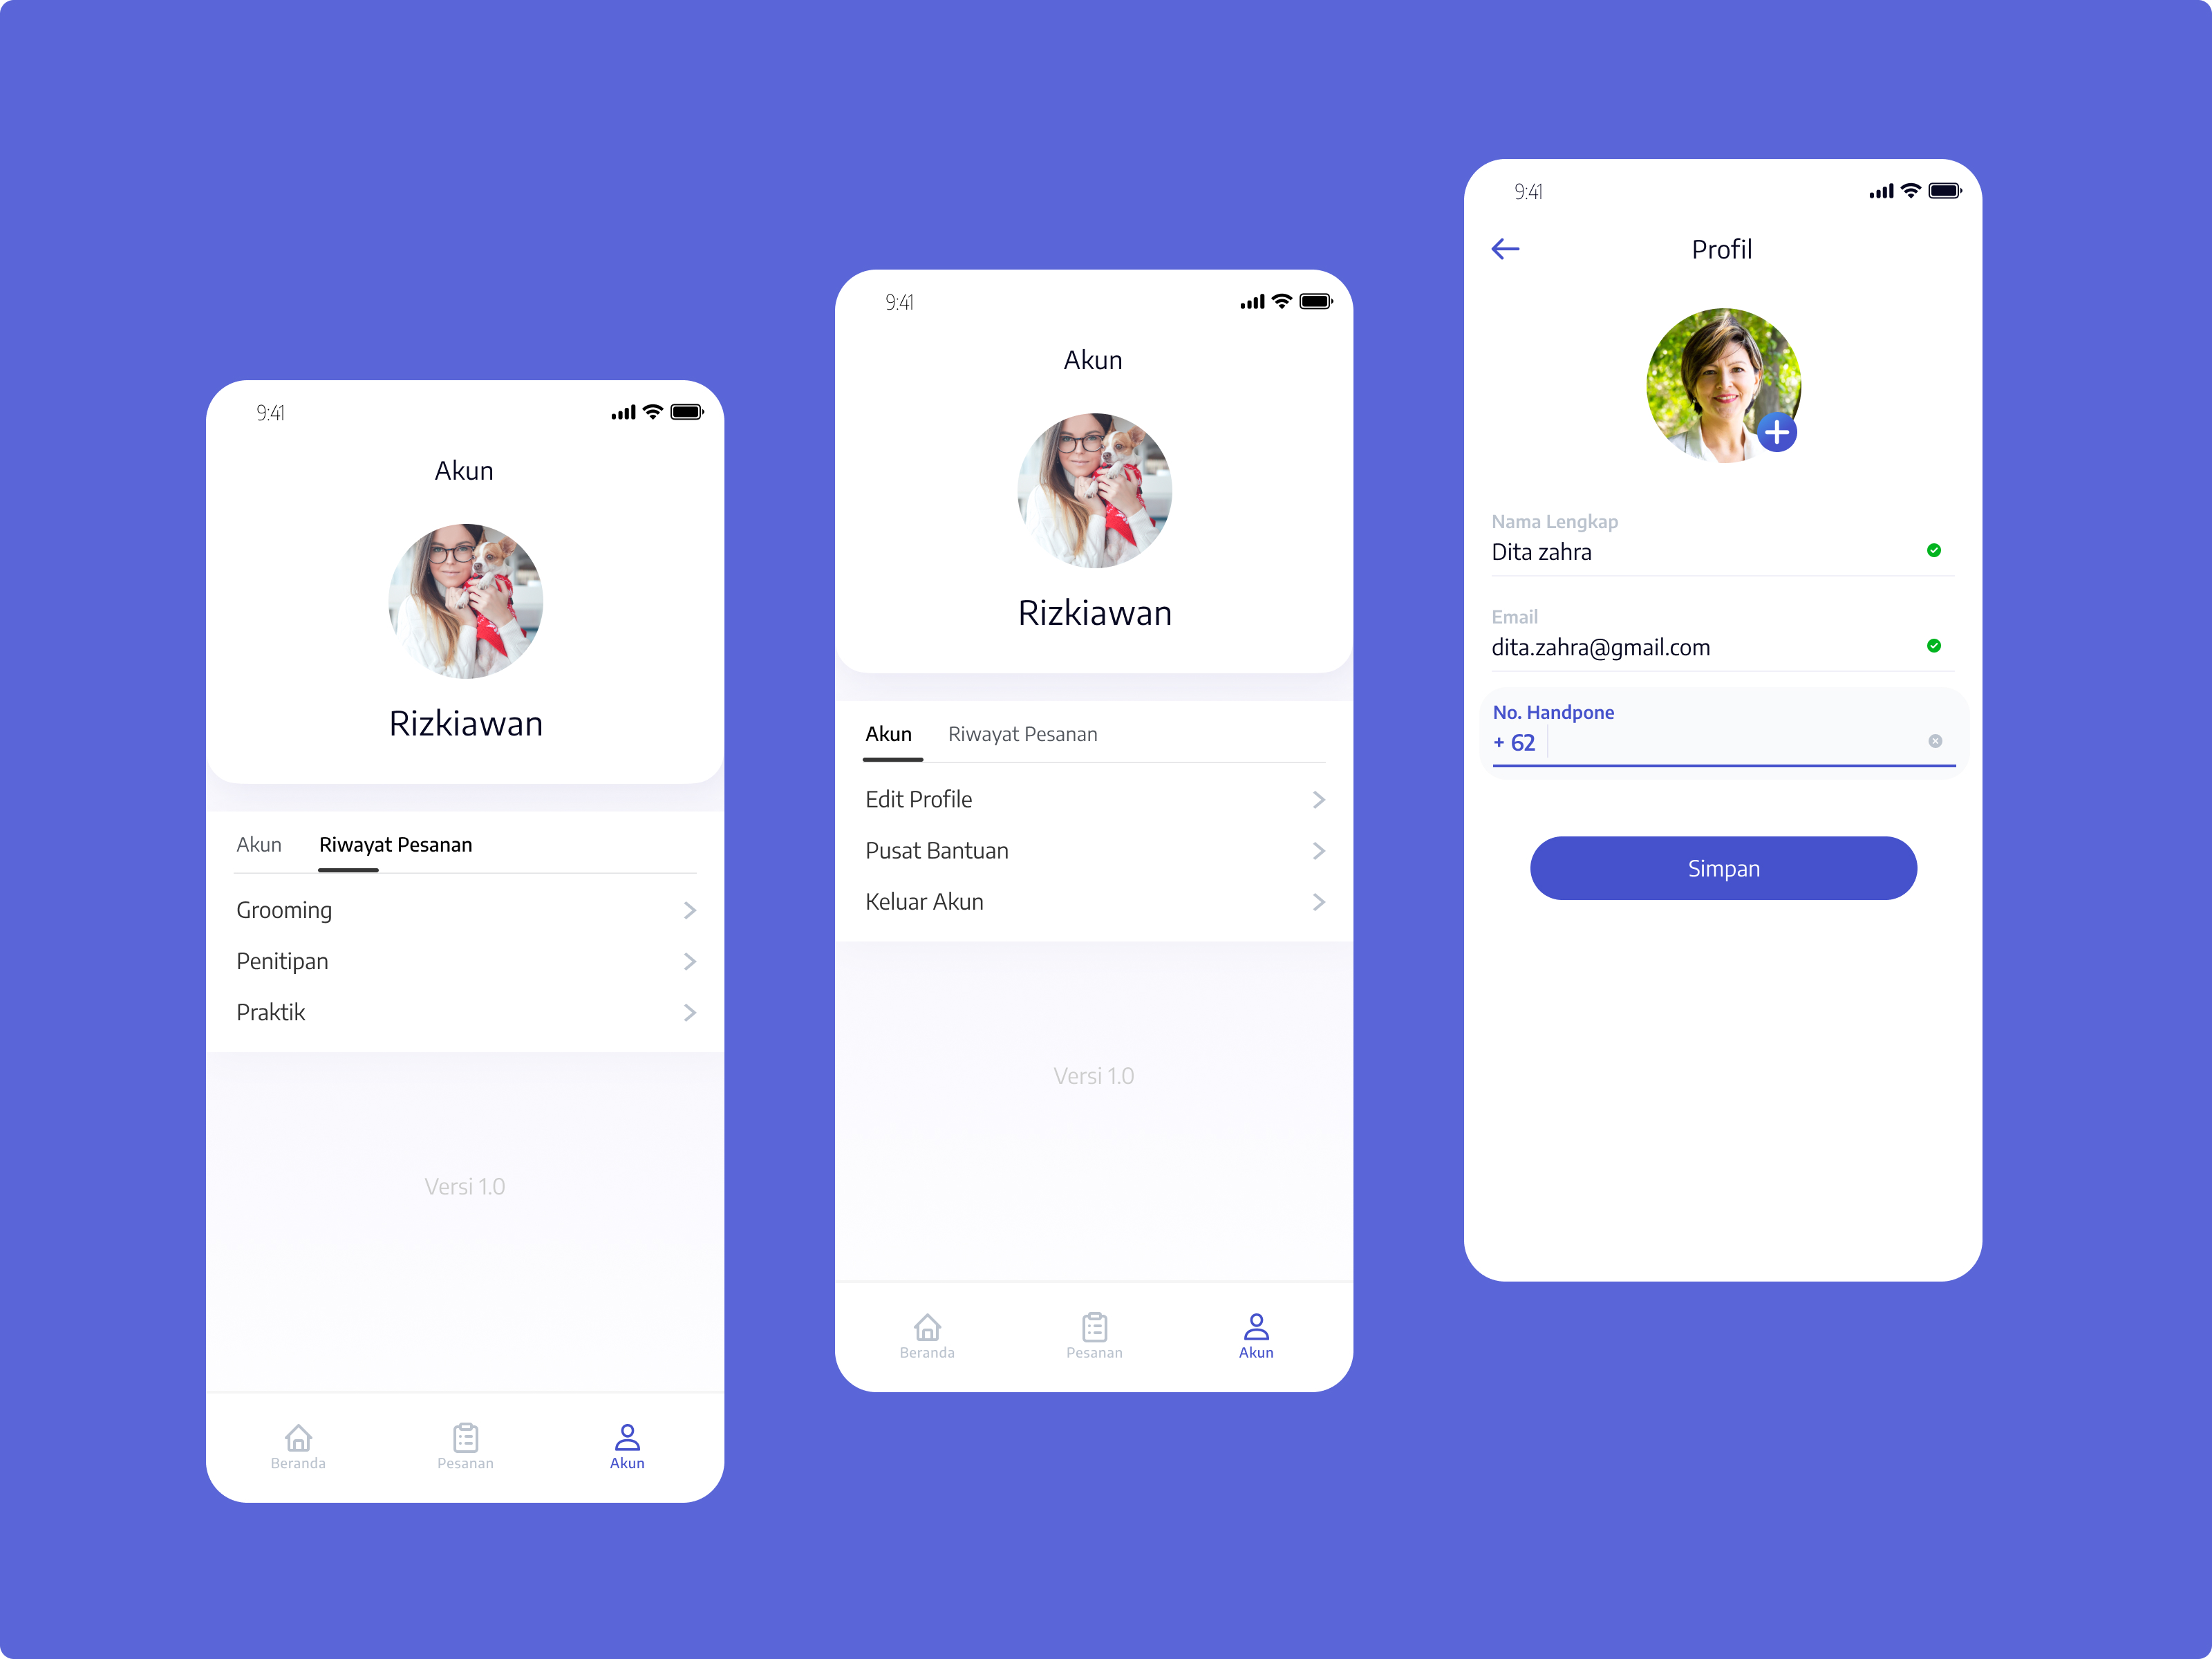 9:41
Akun
Rizkiawan
Akun Riwayat Pesanan
Grooming
Penitipan
Praktik
Versi 1.0
Beranda Pesanan Akun
9:41
Akun
Rizkiawan
Akun Riwayat Pesanan
Edit Profile
Pusat Bantuan
Keluar Akun
Versi 1.0
Beranda Pesanan Akun
9:41
Profil
Nama Lengkap
Dita zahra
Email
dita.zahra@gmail.com
No. Handpone
+ 62
Simpan